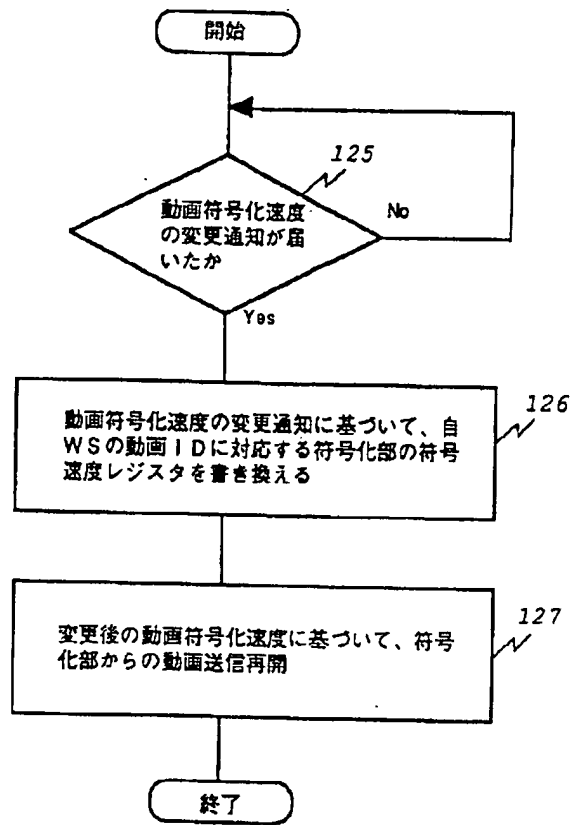 開始
125
動画符号化速度
の変更通知が届
いたか
No
Yes
126
動画符号化速度の変更通知に基づいて、自
WSの動画IDに対応する符号化部の符号
速度レジスタを書き換える
127
変更後の動画符号化速度に基づいて、符号
化部からの動画送信再開
終了